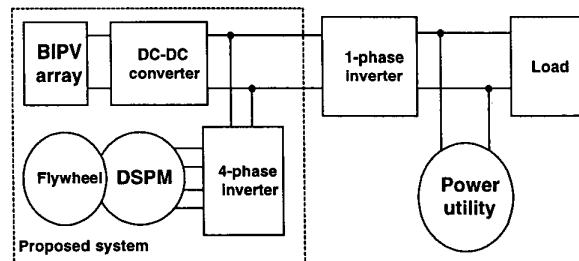 BIPV
array
DC-DC
converter
1-phase
inverter
Load
Flywheel
DSPM
4-phase
inverter
Power
utility
Proposed system